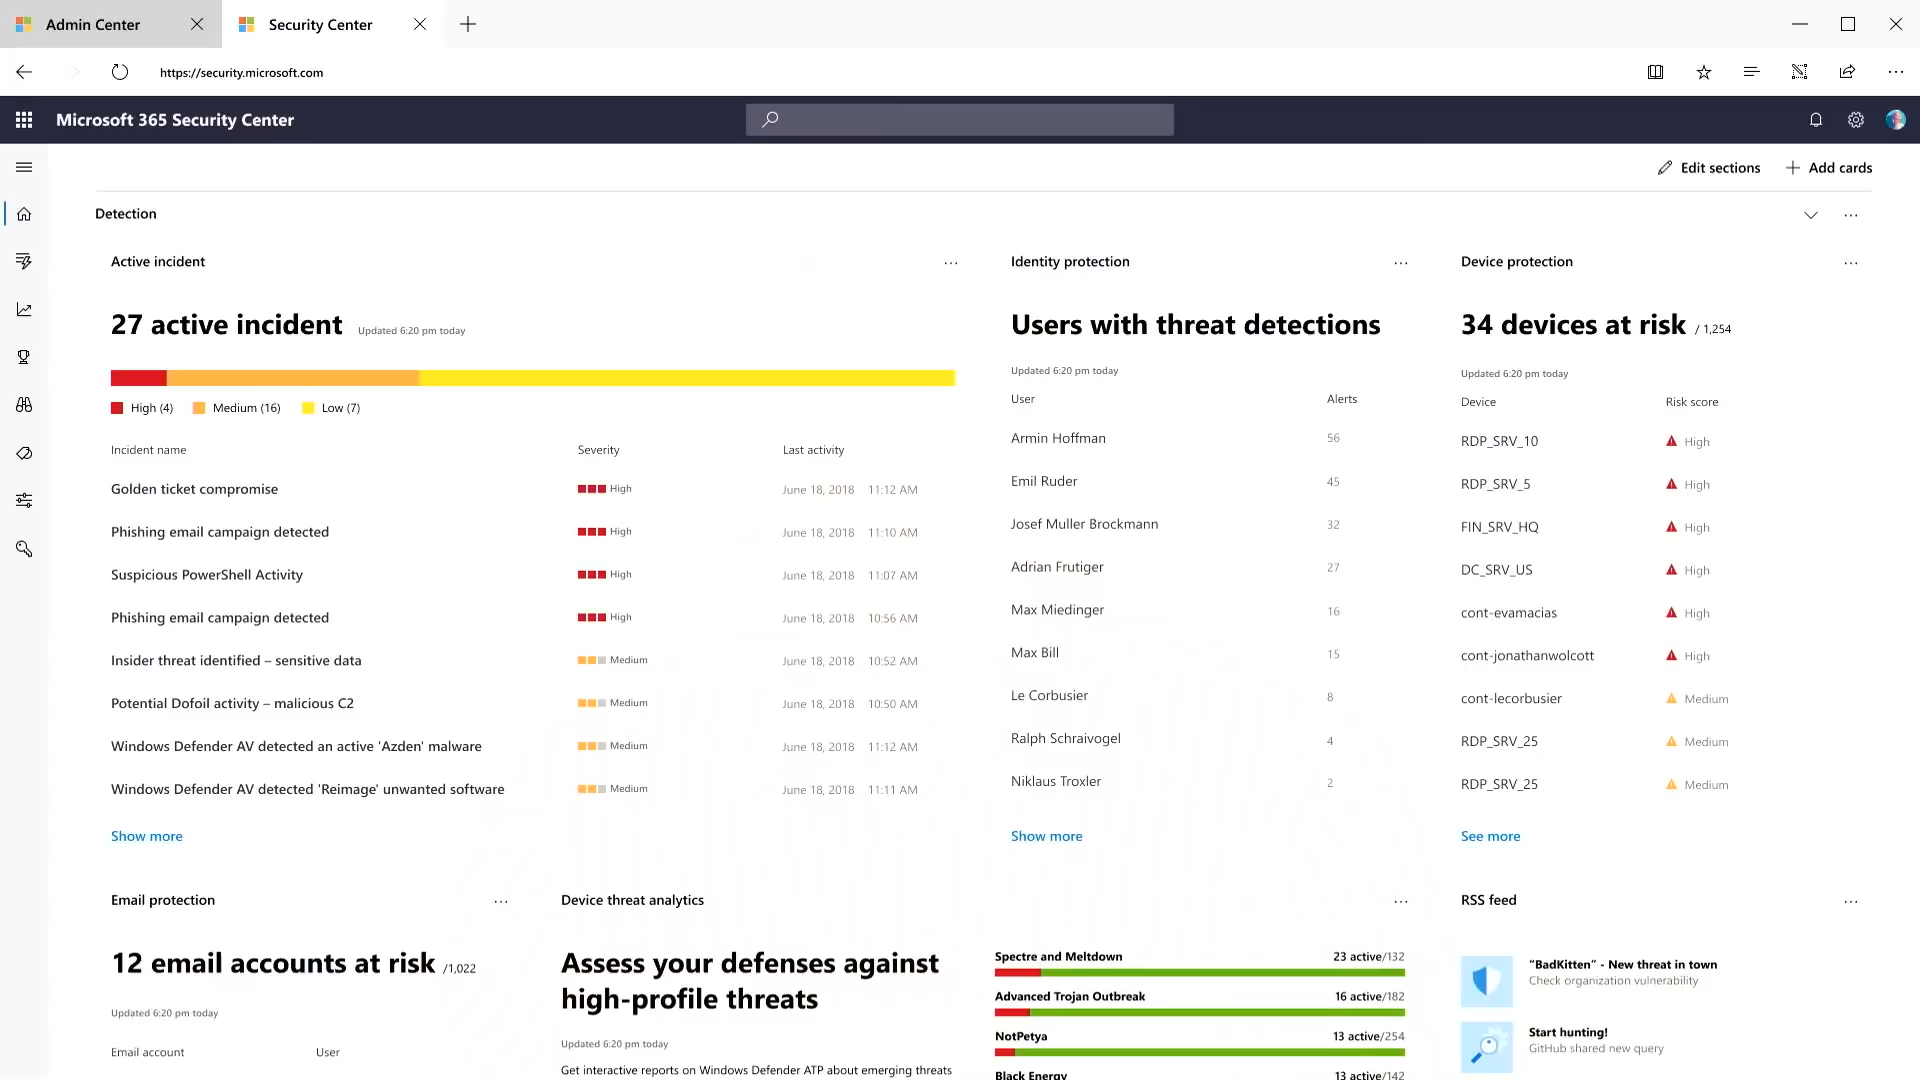 Admin Center
Security Center
https://security.microsoft.com
Microsoft 365 Security Center
Edit sections
Add cards
Detection
Active incident
27 active incident Updated 6:20 pm today
High (4) Medium (16) Low (7)
Incident name Severity Last activity
Golden ticket compromise High June 18, 2018 11:12 AM
Phishing email campaign detected High June 18, 2018 11:10 AM
Suspicious PowerShell Activity High June 18, 2018 11:07 AM
Phishing email campaign detected High June 18, 2018 10:56 AM
Insider threat identified – sensitive data Medium June 18, 2018 10:52 AM
Potential Dofoil activity – malicious C2 Medium June 18, 2018 10:50 AM
Windows Defender AV detected an active 'Azden' malware Medium June 18, 2018 11:12 AM
Windows Defender AV detected 'Reimage' unwanted software Medium June 18, 2018 11:11 AM
Show more
Identity protection
Users with threat detections
Updated 6:20 pm today
User Alerts
Armin Hoffman 56
Emil Ruder 45
Josef Muller Brockmann 32
Adrian Frutiger 27
Max Miedinger 16
Max Bill 15
Le Corbusier 8
Ralph Schraivogel 4
Niklaus Troxler 2
Show more
Device protection
34 devices at risk / 1,254
Updated 6:20 pm today
Device Risk score
RDP_SRV_10 High
RDP_SRV_5 High
FIN_SRV_HQ High
DC_SRV_US High
cont-evamacias High
cont-jonathanwolcott High
cont-lecorbusier Medium
RDP_SRV_25 Medium
RDP_SRV_25 Medium
See more
Email protection
12 email accounts at risk /1,022
Updated 6:20 pm today
Email account User
Device threat analytics
Assess your defenses against
high-profile threats
Updated 6:20 pm today
Get interactive reports on Windows Defender ATP about emerging threats
Spectre and Meltdown 23 active/132
Advanced Trojan Outbreak 16 active/182
NotPetya 13 active/254
Black Energy 13 active/142
RSS feed
“BadKitten” - New threat in town
Check organization vulnerability
Start hunting!
GitHub shared new query